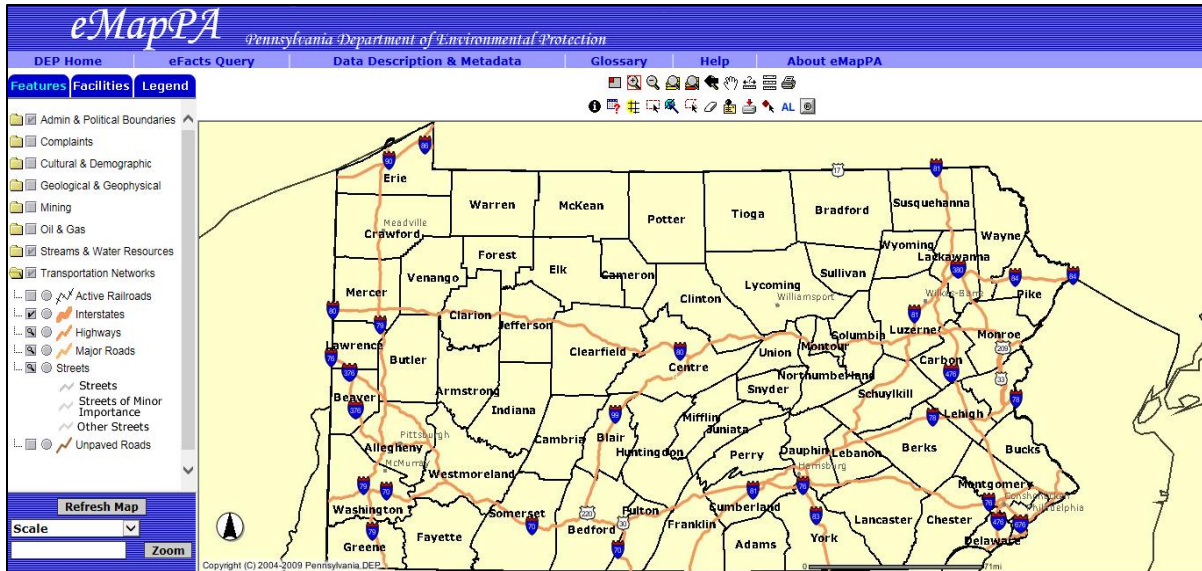 eMapPA Pennsylvania Department of Environmental Protection
DEP Home eFacts Query Data Description & Metadata Glossary Help About eMapPA
Features Facilities Legend
AL
Admin & Political Boundaries
Complaints
Cultural & Demographic
Geological & Geophysical
Mining
Oil & Gas
Streams & Water Resources
Transportation Networks
Active Railroads
Interstates
Highways
Major Roads
Streets
Streets
Streets of Minor
Importance
Other Streets
Unpaved Roads
Refresh Map
Scale
Zoom
86
90
Erie
17
81
Warren
McKean
Potter
Tioga
Bradford
Susquehanna
Meadville
Crawford
Wayne
Wyoming
Forest
Lackawanna
Venango
Elk
Cameron
Sullivan
380
84
84
Mercer
Clinton
Lycoming
Williamsport
Wilkes-Barre
Pike
80
Clarion
81
79
Jefferson
Columbia
Luzerne
Monroe
Lawrence
Clearfield
80
Union
Montour
209
76
Butler
Centre
Carbon
376
Northumberland
476
33
Snyder
Beaver
Armstrong
Schuylkill
78
376
Indiana
99
Mifflin
78
Lehigh
Juniata
Pittsburgh
Cambria
Blair
Allegheny
Huntingdon
Perry
Dauphin
Lebanon
Berks
Bucks
McMurray
Westmoreland
Harrisburg
79
70
81
76
Montgomery
Conshohocken
Washington
Somerset
220
Fulton
Cumberland
76
Philadelphia
70
Bedford
30
Franklin
83
Lancaster
Chester
476
676
79
Fayette
York
Greene
70
Adams
Delaware
Copyright (C) 2004-2009 Pennsylvania DEP
0 71mi